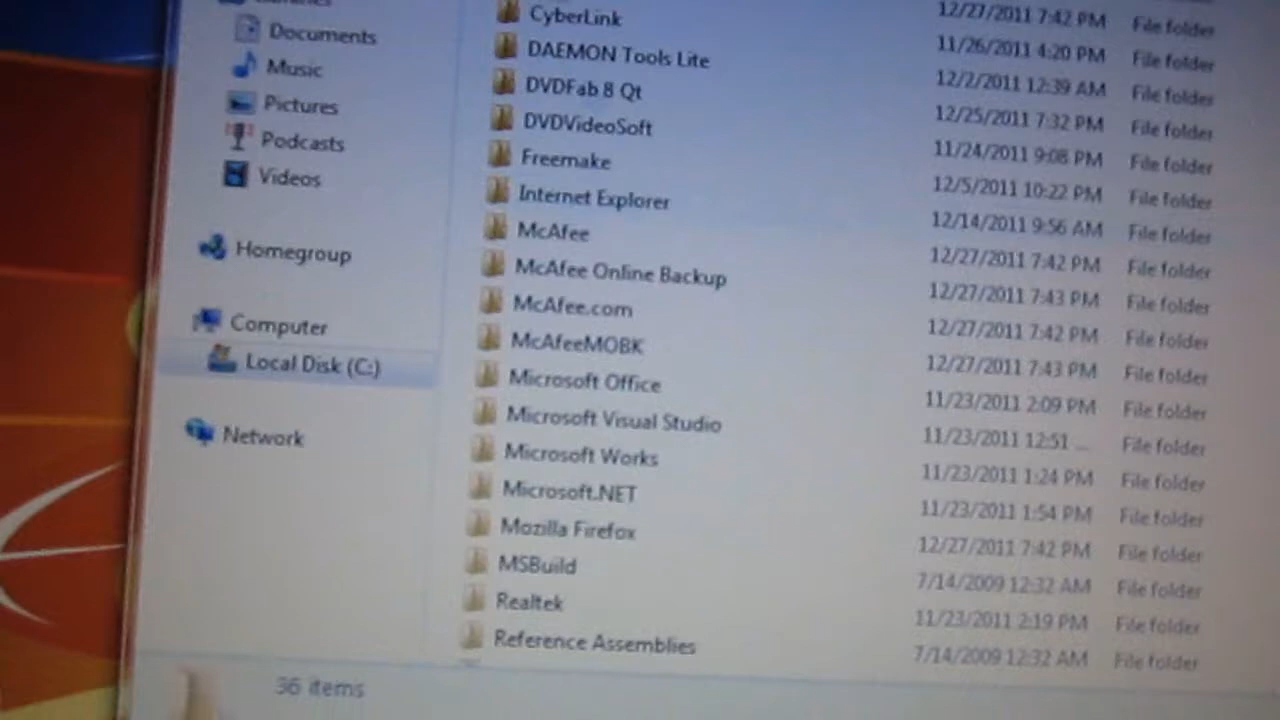 12/27/2011 7:42 PM File folder
CyberLink 11/26/2011 4:20 PM File folder
Documents DAEMON Tools Lite 12/2/2011 12:39 AM File folder
Music DVDFab 8 Qt 12/25/2011 7:32 PM File folder
Pictures DVDVideoSoft 11/24/2011 9:08 PM File folder
Podcasts Freemake 12/5/2011 10:22 PM File folder
Videos Internet Explorer 12/14/2011 9:56 AM File folder
McAfee 12/27/2011 7:42 PM File folder
Homegroup McAfee Online Backup 12/27/2011 7:43 PM File folder
McAfee.com 12/27/2011 7:42 PM File folder
Computer McAfeeMOBK 12/27/2011 7:43 PM File folder
Local Disk (C:) Microsoft Office 11/23/2011 2:09 PM File folder
Microsoft Visual Studio 11/23/2011 12:51 ... File folder
Network Microsoft Works 11/23/2011 1:24 PM File folder
Microsoft.NET 11/23/2011 1:54 PM File folder
Mozilla Firefox 12/27/2011 7:42 PM File folder
MSBuild 7/14/2009 12:32 AM File folder
Realtek 11/23/2011 2:19 PM File folder
Reference Assemblies 7/14/2009 12:32 AM File folder
36 items